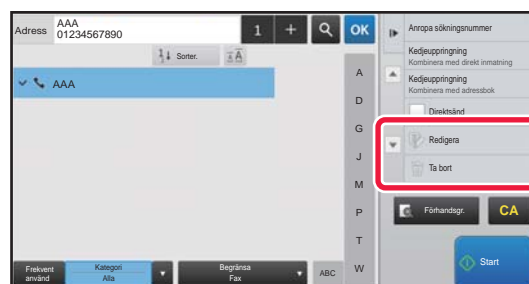 Adress
AAA
01234567890
1
+
OK
Sorter.
AAA
A
D
G
J
M
P
T
W
Frekvent
använd
Kategori
Alla
Begränsa
Fax
ABC
Anropa sökningsnummer
Kedjeuppringning
Kombinera med direkt inmatning
Kedjeuppringning
Kombinera med adressbok
Direktsänd
Redigera
Ta bort
Förhandsgr.
CA
Start